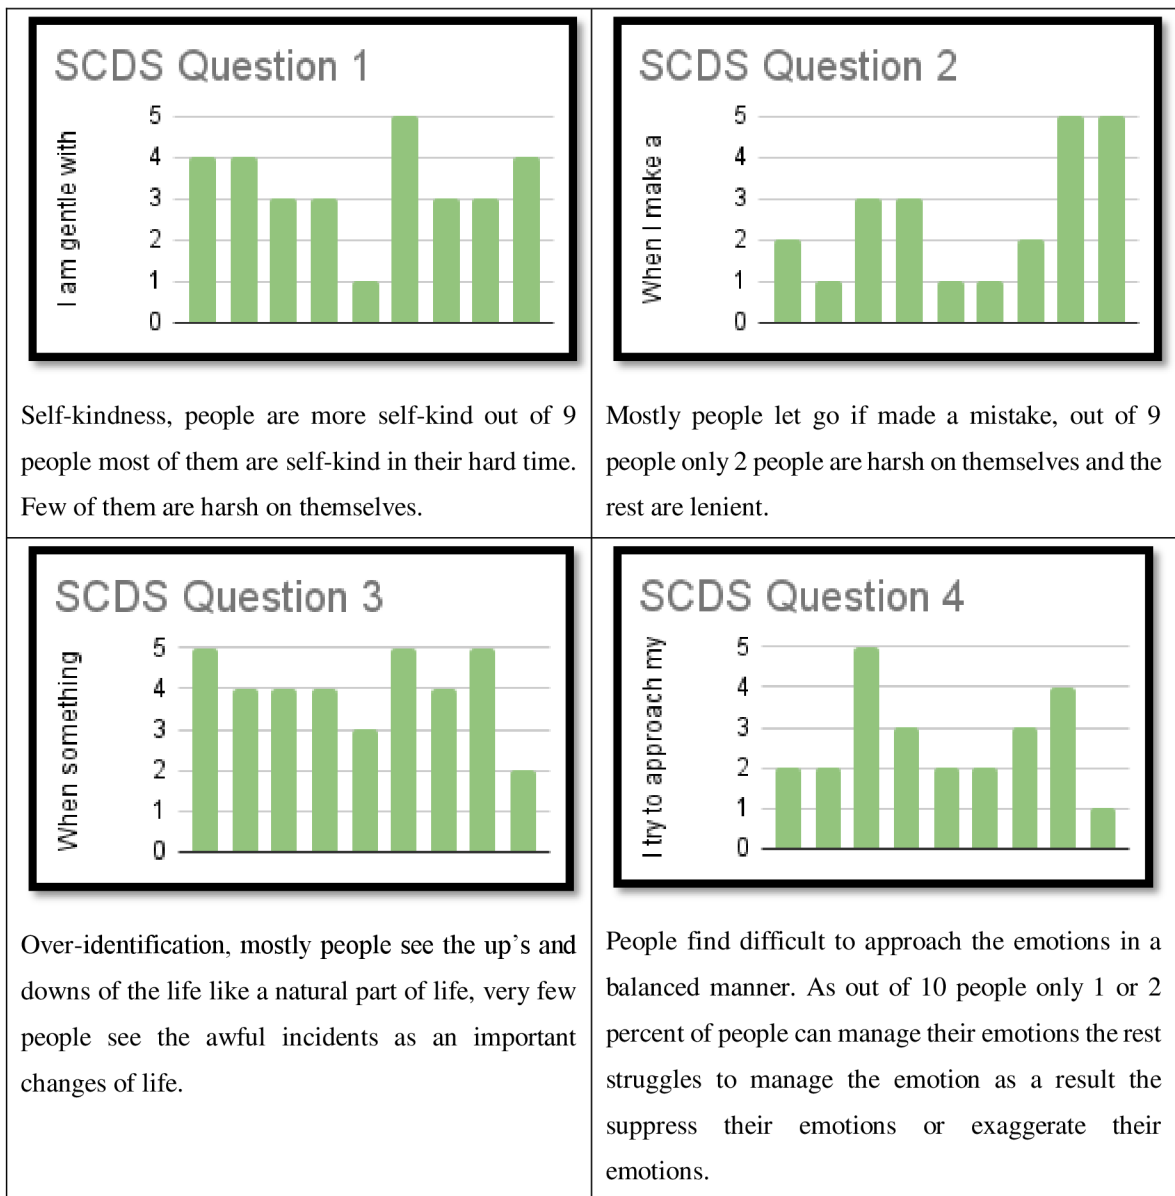 SCDS Question 1
I am gentle with
5
4
3
2
1
0
Self-kindness, people are more self-kind out of 9
people most of them are self-kind in their hard time.
Few of them are harsh on themselves.
SCDS Question 2
When I make a
5
4
3
2
1
0
Mostly people let go if made a mistake, out of 9
people only 2 people are harsh on themselves and the
rest are lenient.
SCDS Question 3
When something
5
4
3
2
1
0
Over-identification, mostly people see the up’s and
downs of the life like a natural part of life, very few
people see the awful incidents as an important
changes of life.
SCDS Question 4
I try to approach my
5
4
3
2
1
0
People find difficult to approach the emotions in a
balanced manner. As out of 10 people only 1 or 2
percent of people can manage their emotions the rest
struggles to manage the emotion as a result the
suppress their emotions or exaggerate their
emotions.